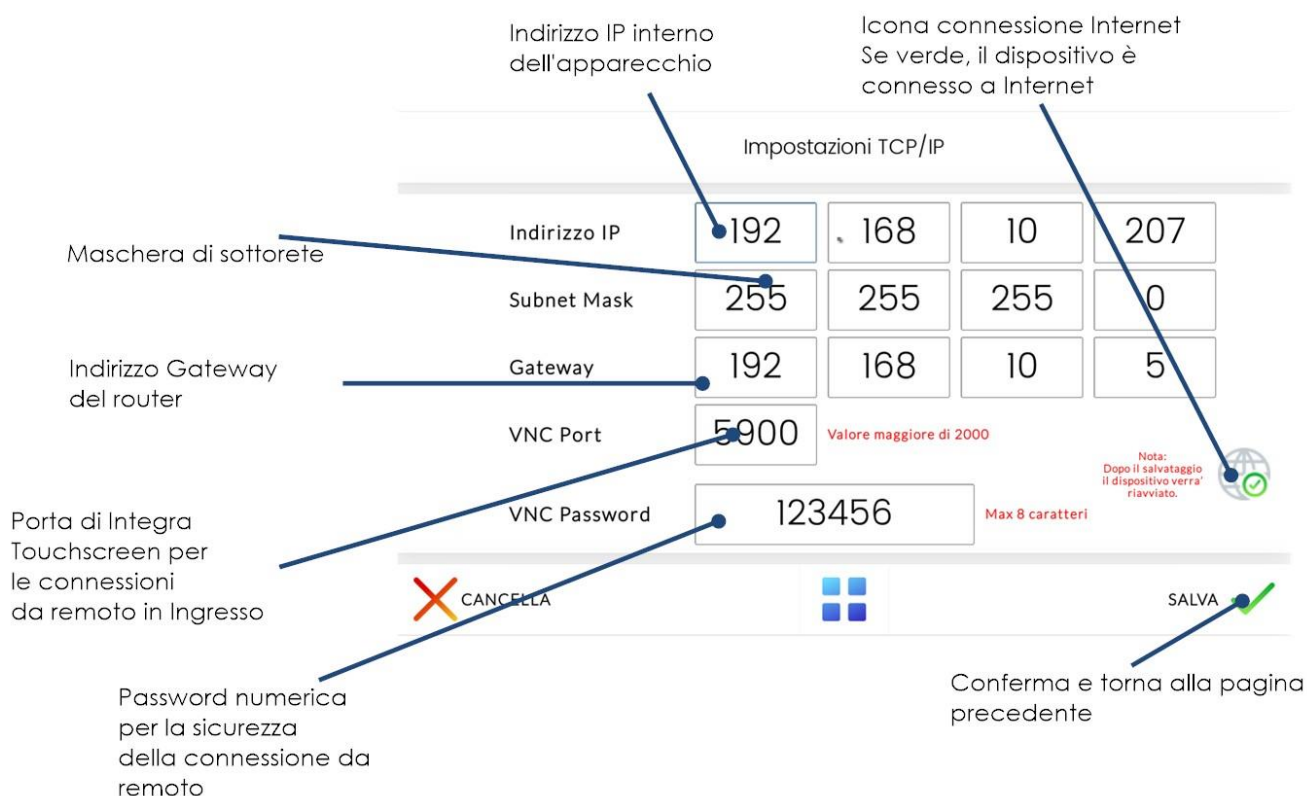 Indirizzo IP interno
dell'apparecchio
Icona connessione Internet
Se verde, il dispositivo è
connesso a Internet
Impostazioni TCP/IP
Maschera di sottorete
Indirizzo IP 192 . 168 10 207
Subnet Mask 255 255 255 0
Indirizzo Gateway
del router
Gateway 192 168 10 5
VNC Port 5900 Valore maggiore di 2000
Nota:
Dopo il salvataggio
il dispositivo verra'
riavviato.
VNC Password 123456 Max 8 caratteri
Porta di Integra
Touchscreen per
le connessioni
da remoto in Ingresso
CANCELLA
SALVA
Password numerica
per la sicurezza
della connessione da
remoto
Conferma e torna alla pagina
precedente